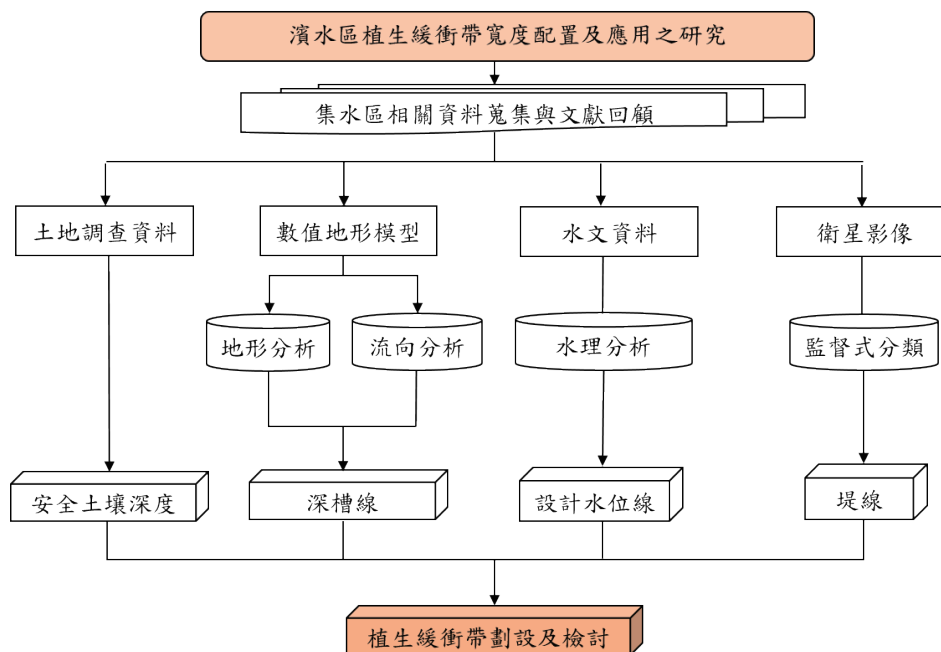 濱水區植生緩衝帶寬度配置及應用之研究
集水區相關資料蒐集與文獻回顧
土地調查資料
數值地形模型
水文資料
衛星影像
地形分析
流向分析
水理分析
監督式分類
安全土壤深度
深槽線
設計水位線
堤線
植生緩衝帶劃設及檢討